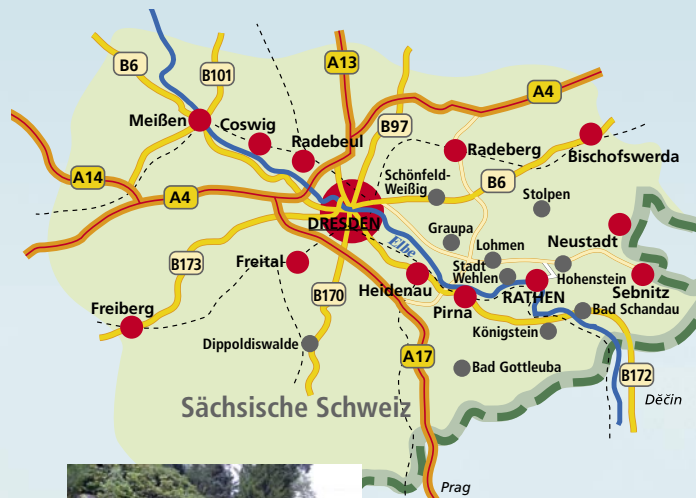 B6
B101
A13
A4
Meißen
Coswig
Radebeul
B97
Radeberg
Bischofswerda
A14
A4
Schönfeld-
Weißig
B6
Stolpen
DRESDEN
Elbe
Graupa
Lohmen
Neustadt
B173
Freital
Stadt
Wehlen
Hohenstein
Heidenau
RATHEN
Sebnitz
B170
Pirna
Bad Schandau
Freiberg
Königstein
Dippoldiswalde
A17
Bad Gottleuba
B172
Děčín
Sächsische Schweiz
Prag